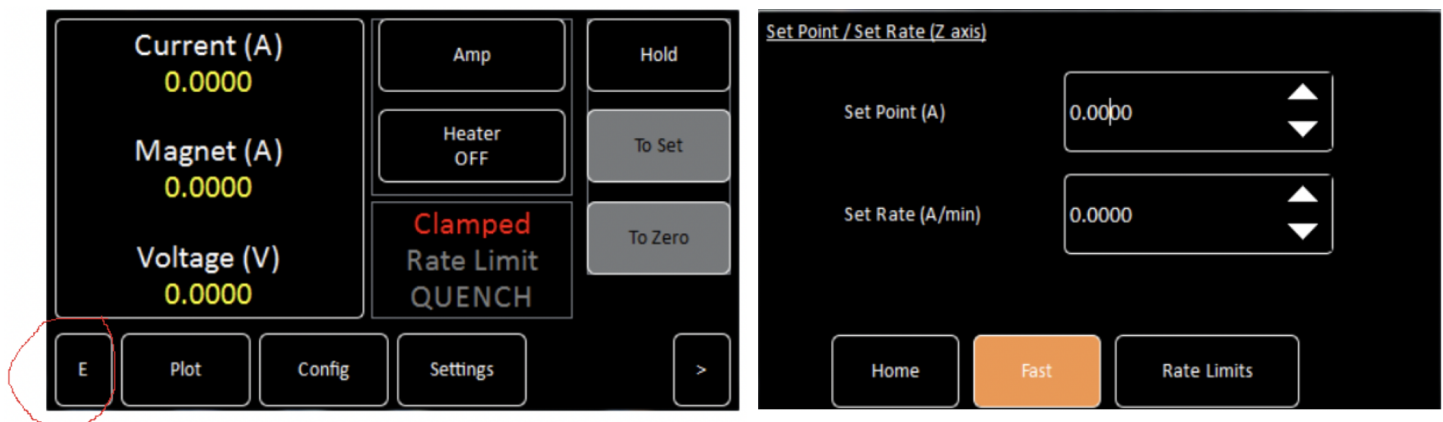 Current (A)
0.0000
Magnet (A)
0.0000
Voltage (V)
0.0000
Amp
Heater
OFF
Clamped
Rate Limit
QUENCH
Hold
To Set
To Zero
E
Plot
Config
Settings
>
Set Point / Set Rate (Z axis)
Set Point (A)
0.0000
Set Rate (A/min)
0.0000
Home
Fast
Rate Limits